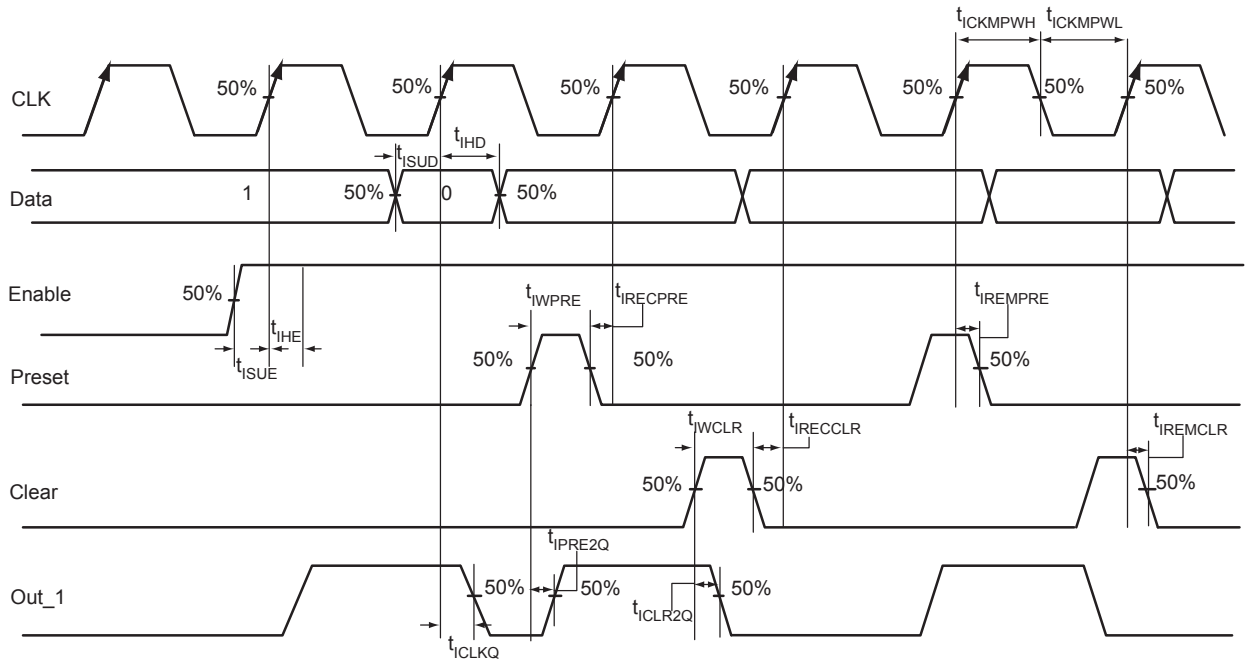 tICKMPWH tICKMPWL
CLK 50% 50% 50% 50% 50% 50% 50%
tISUD tIHD
Data 1 50% 0 50%
Enable 50%
tIHE
tISUE
tIWPRE tIRECPRE tIREMPRE
Preset 50% 50% 50%
tIWCLR tIRECCLR tIREMCLR
Clear 50% 50% 50%
tIPRE2Q
Out_1 50% 50% 50%
tICLR2Q
tICLKQ